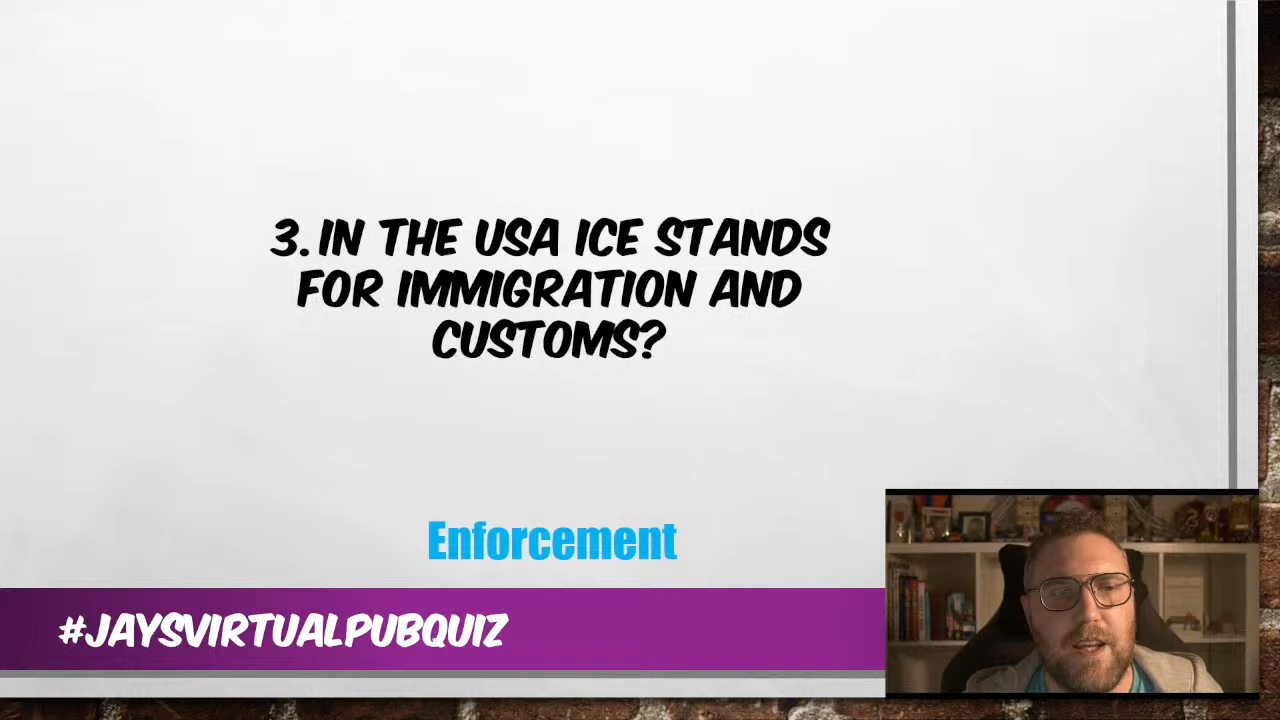 3. IN THE USA ICE STANDS
FOR IMMIGRATION AND
CUSTOMS?
Enforcement
#JAYSVIRTUALPUBQUIZ